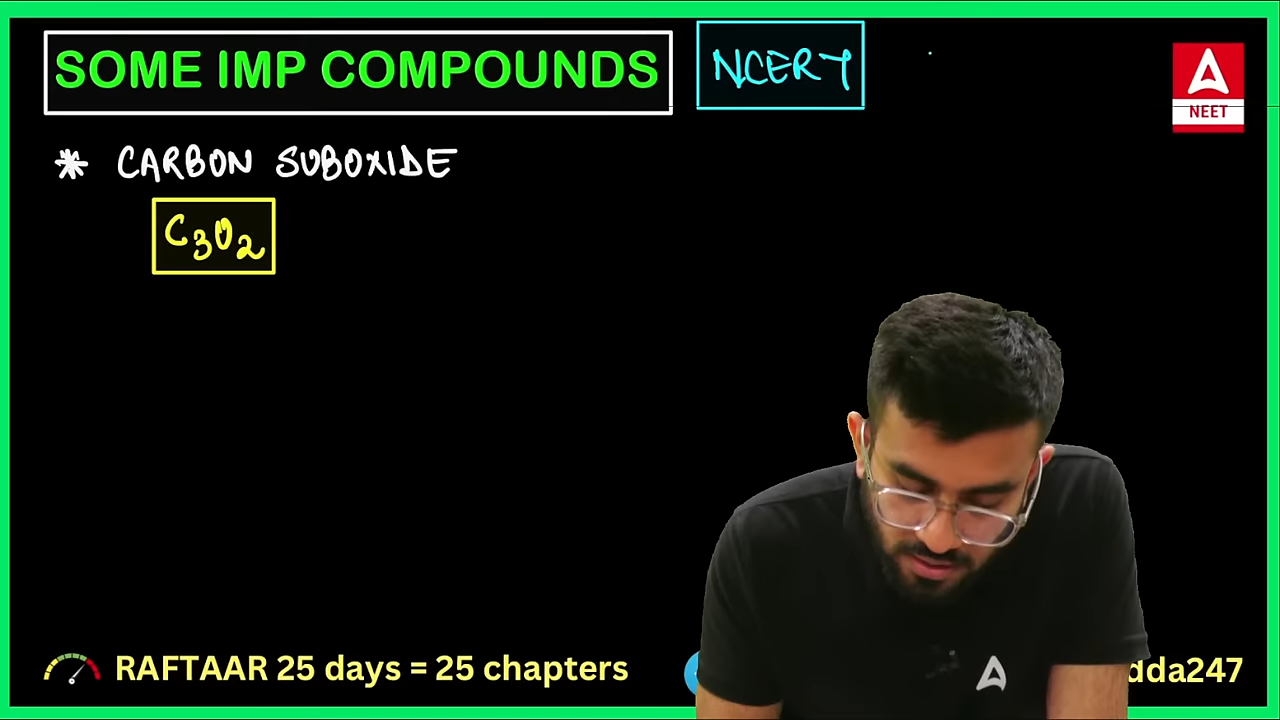 SOME IMP COMPOUNDS NCERT
NEET
* CARBON SUBOXIDE
C₃O₂
RAFTAAR 25 days = 25 chapters
dda247